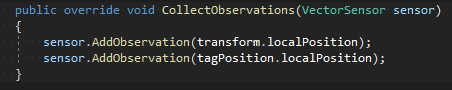 public override void CollectObservations(VectorSensor sensor)
{
    sensor.AddObservation(transform.localPosition);
    sensor.AddObservation(tagPosition.localPosition);
}